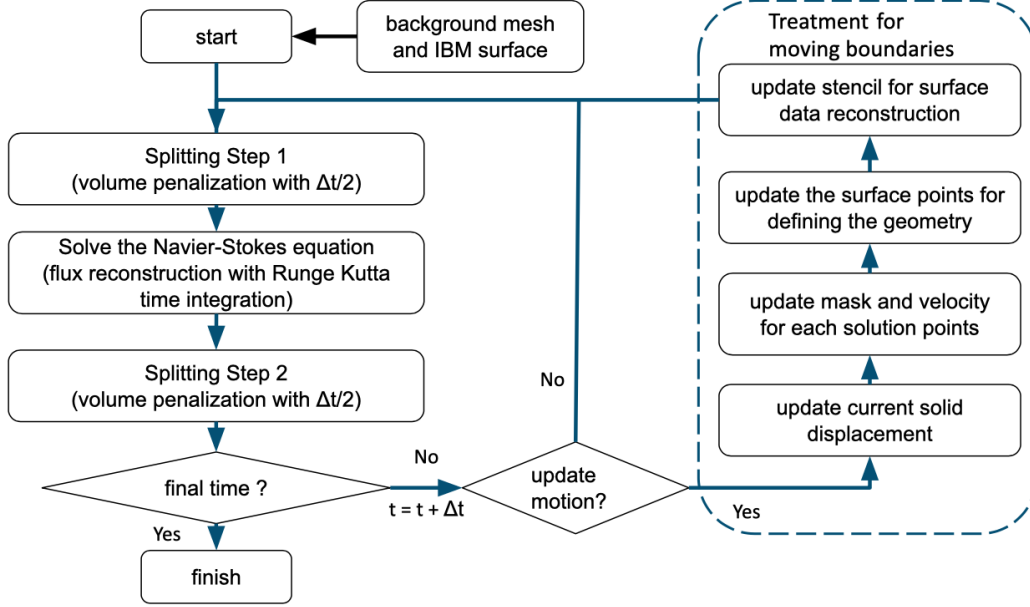 start
background mesh
and IBM surface
Splitting Step 1
(volume penalization with Δt/2)
Solve the Navier-Stokes equation
(flux reconstruction with Runge Kutta
time integration)
Splitting Step 2
(volume penalization with Δt/2)
final time ?
Yes
finish
No
t = t + Δt
update
motion?
No
Yes
Treatment for
moving boundaries
update stencil for surface
data reconstruction
update the surface points for
defining the geometry
update mask and velocity
for each solution points
update current solid
displacement